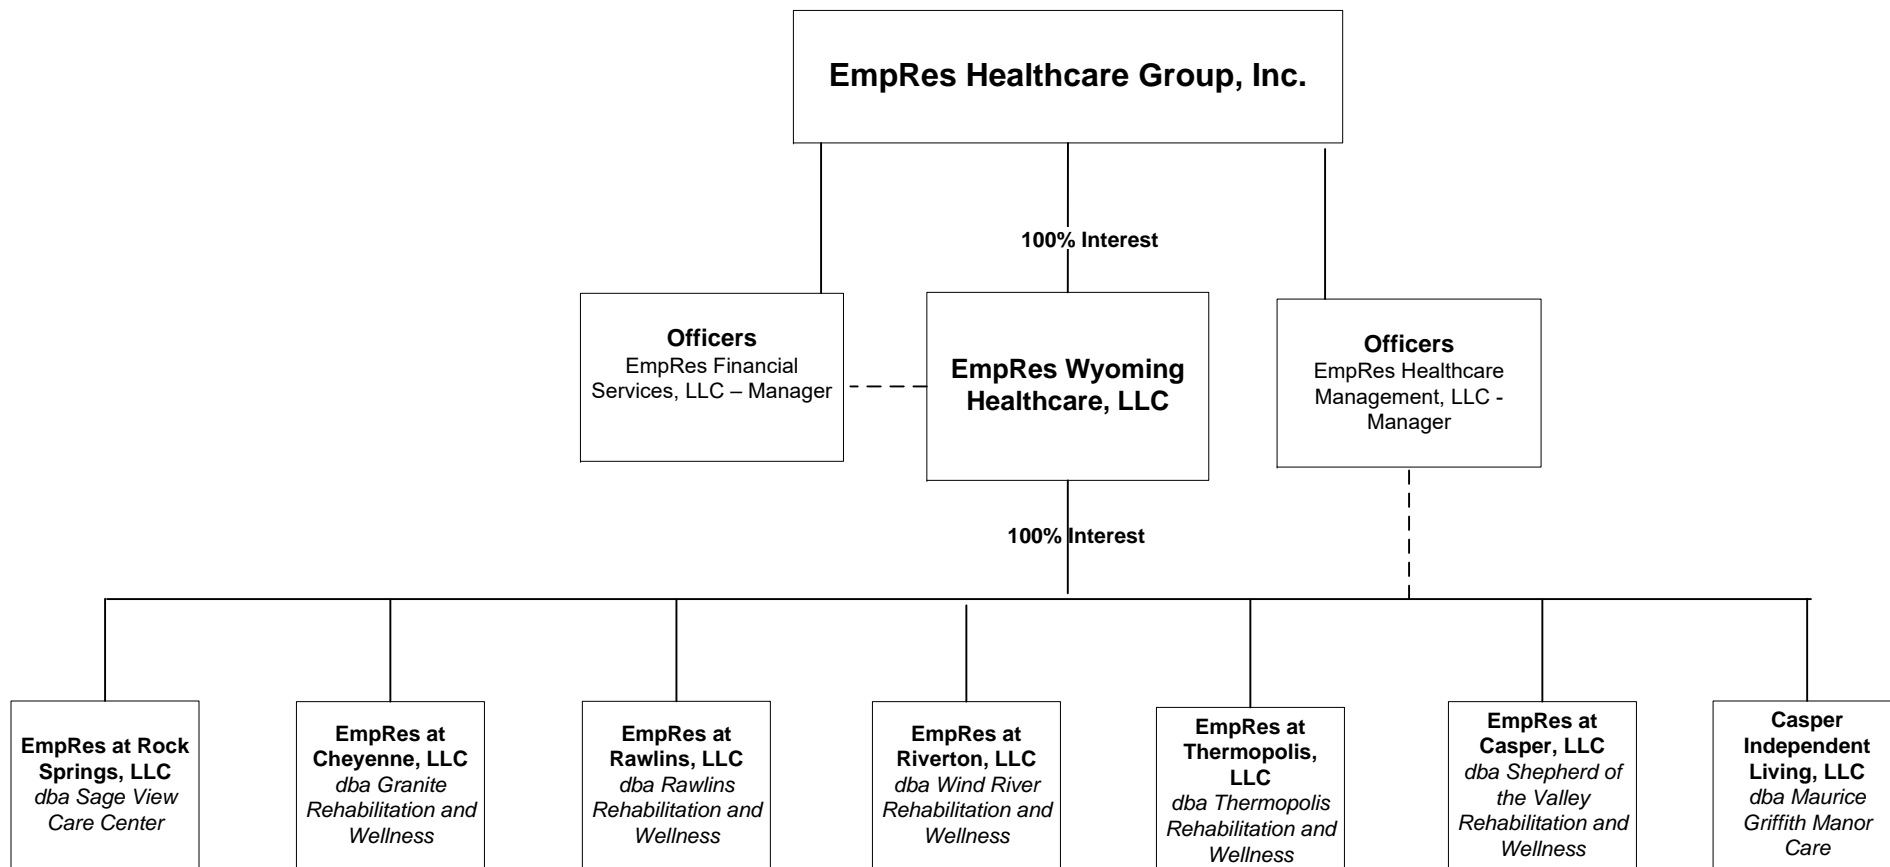 EmpRes Healthcare Group, Inc.
100% Interest
Officers
EmpRes Financial
Services, LLC – Manager
EmpRes Wyoming
Healthcare, LLC
Officers
EmpRes Healthcare
Management, LLC -
Manager
100% Interest
EmpRes at Rock
Springs, LLC
dba Sage View
Care Center
EmpRes at
Cheyenne, LLC
dba Granite
Rehabilitation and
Wellness
EmpRes at
Rawlins, LLC
dba Rawlins
Rehabilitation and
Wellness
EmpRes at
Riverton, LLC
dba Wind River
Rehabilitation and
Wellness
EmpRes at
Thermopolis,
LLC
dba Thermopolis
Rehabilitation and
Wellness
EmpRes at
Casper, LLC
dba Shepherd of
the Valley
Rehabilitation and
Wellness
Casper
Independent
Living, LLC
dba Maurice
Griffith Manor
Care